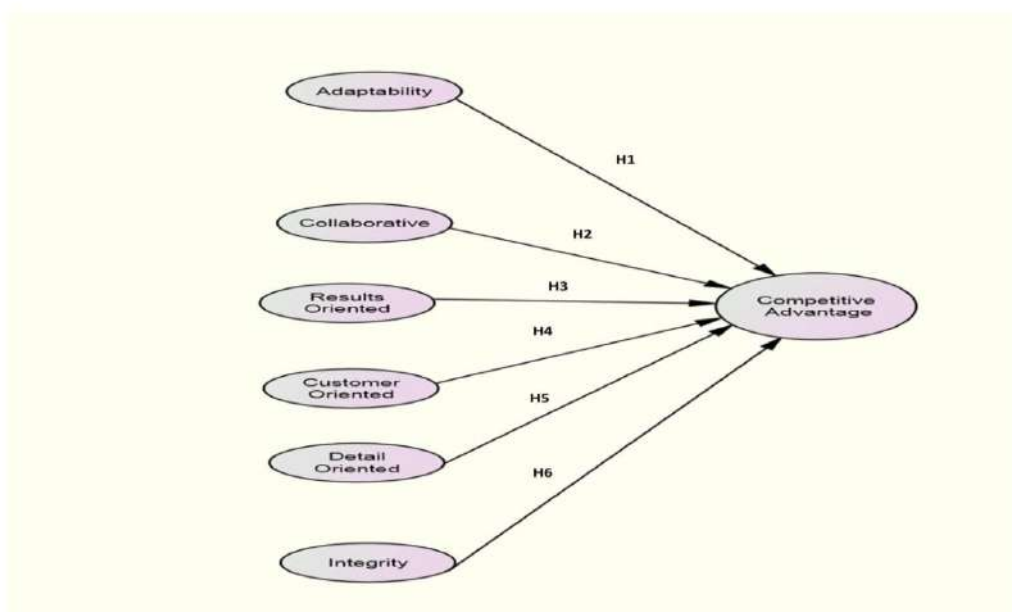 Adaptability
H1
Collaborative
H2
Results
Oriented
H3
Competitive
Advantage
H4
Customer
Oriented
H5
Detail
Oriented
H6
Integrity